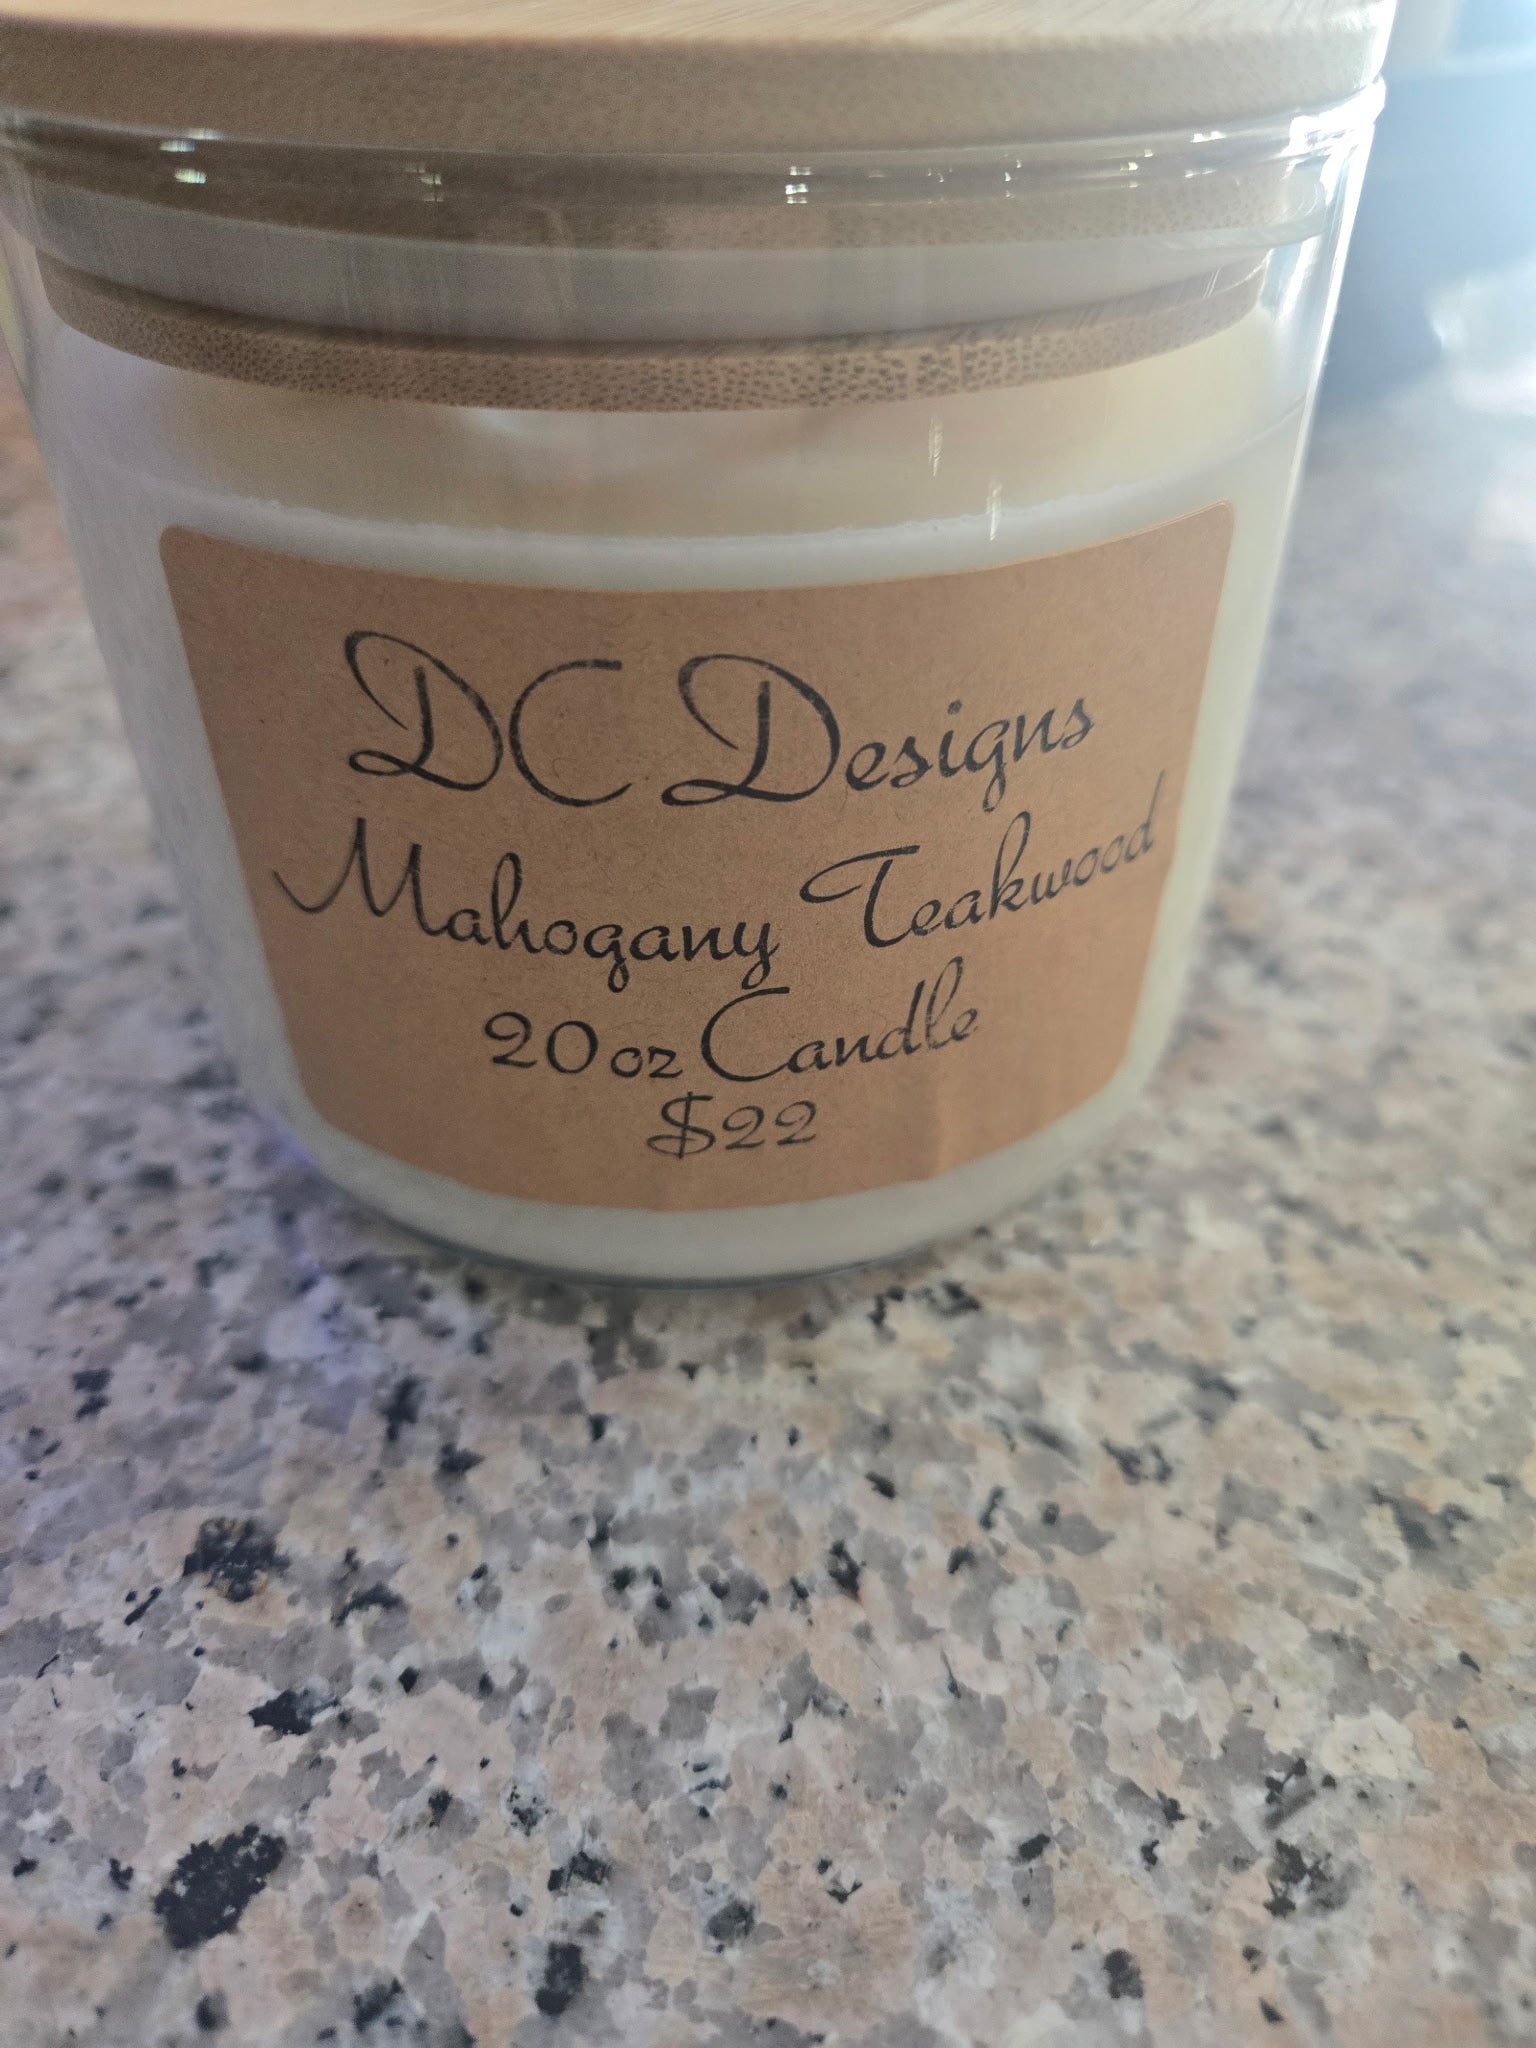 DC Designs
Mahogany Teakwood
20 oz Candle
$22